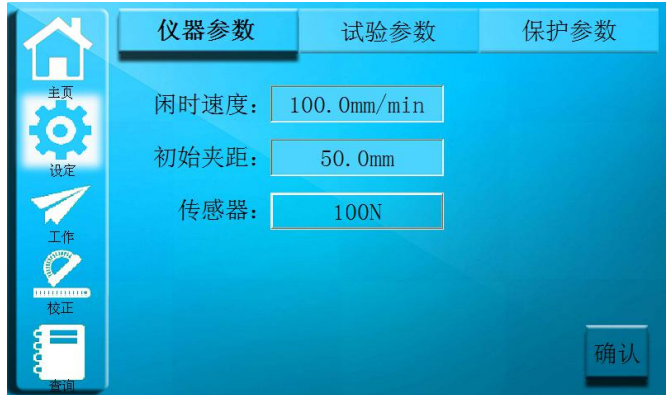 仪器参数 试验参数 保护参数
主页
闲时速度: 100.0mm/min
设定
初始夹距: 50.0mm
传感器: 100N
工作
校正
查询
确认